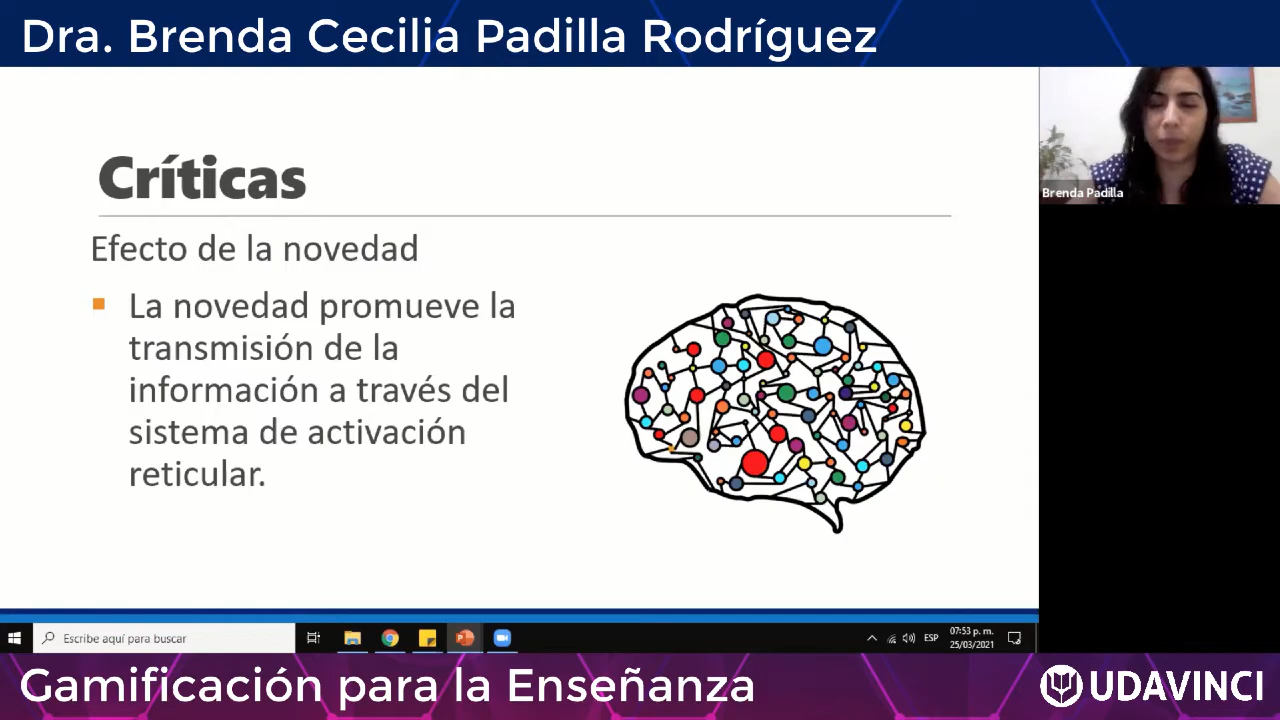 Dra. Brenda Cecilia Padilla Rodríguez
Críticas
Efecto de la novedad
La novedad promueve la
transmisión de la
información a través del
sistema de activación
reticular.
Brenda Padilla
Escribe aquí para buscar
ESP
07:53 p. m.
25/03/2021
Gamificación para la Enseñanza
UDAVINCI